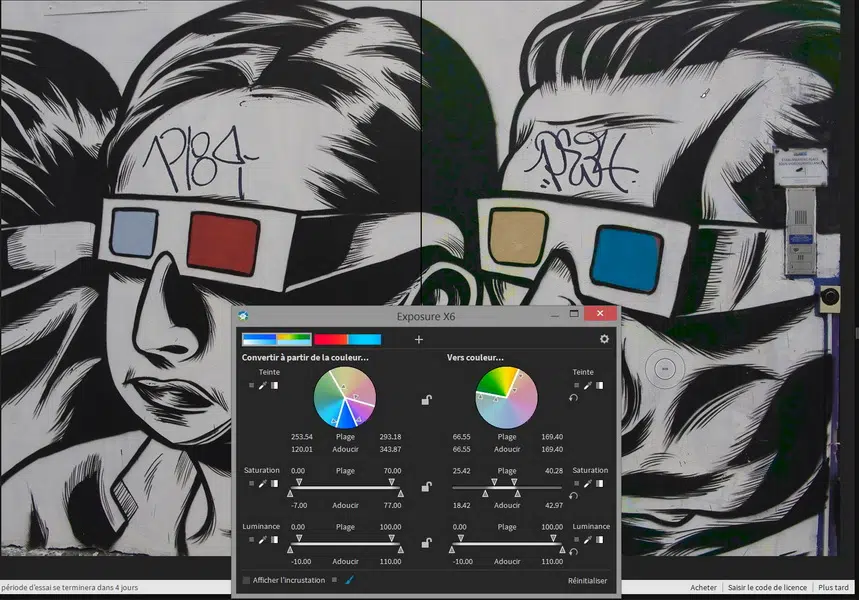 1984
Exposure X6
Convertir à partir de la couleur...
Vers couleur...
Teinte
Teinte
253.54 Plage 293.18
66.55 Plage 169.40
120.01 Adoucir 343.87
66.55 Adoucir 169.40
Saturation 0.00 Plage 70.00
25.42 Plage 40.28 Saturation
-7.00 Adoucir 77.00
18.42 Adoucir 42.97
Luminance 0.00 Plage 100.00
0.00 Plage 100.00 Luminance
-10.00 Adoucir 110.00
-10.00 Adoucir 110.00
Afficher l'incrustation
Réinitialiser
période d'essai se terminera dans 4 jours
Acheter | Saisir le code de licence | Plus tard